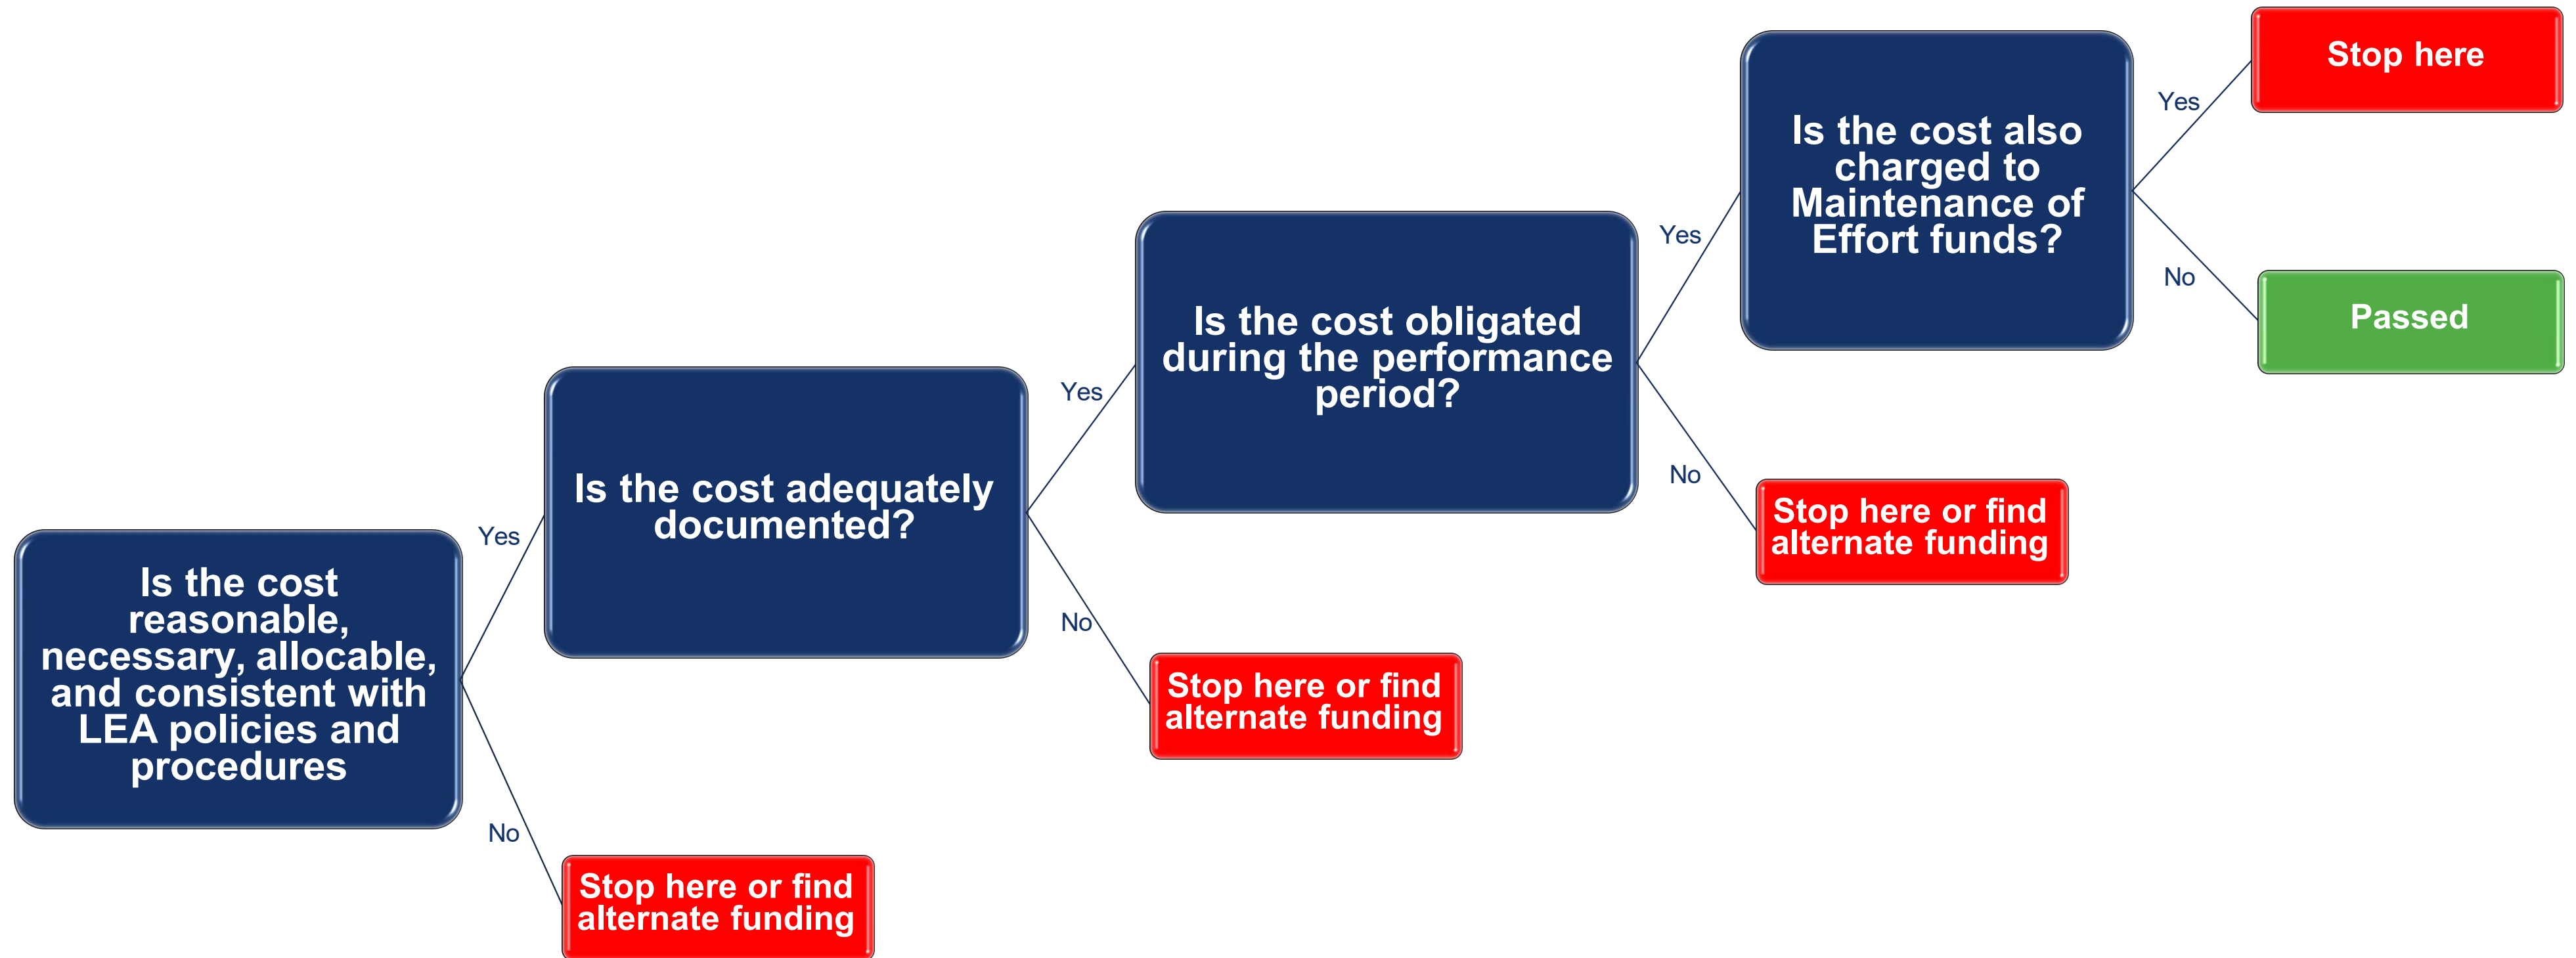 Is the cost
reasonable,
necessary, allocable,
and consistent with
LEA policies and
procedures
Yes
No
Stop here or find
alternate funding
Is the cost adequately
documented?
Yes
No
Stop here or find
alternate funding
Is the cost obligated
during the performance
period?
Yes
No
Stop here or find
alternate funding
Is the cost also
charged to
Maintenance of
Effort funds?
Yes
Stop here
No
Passed